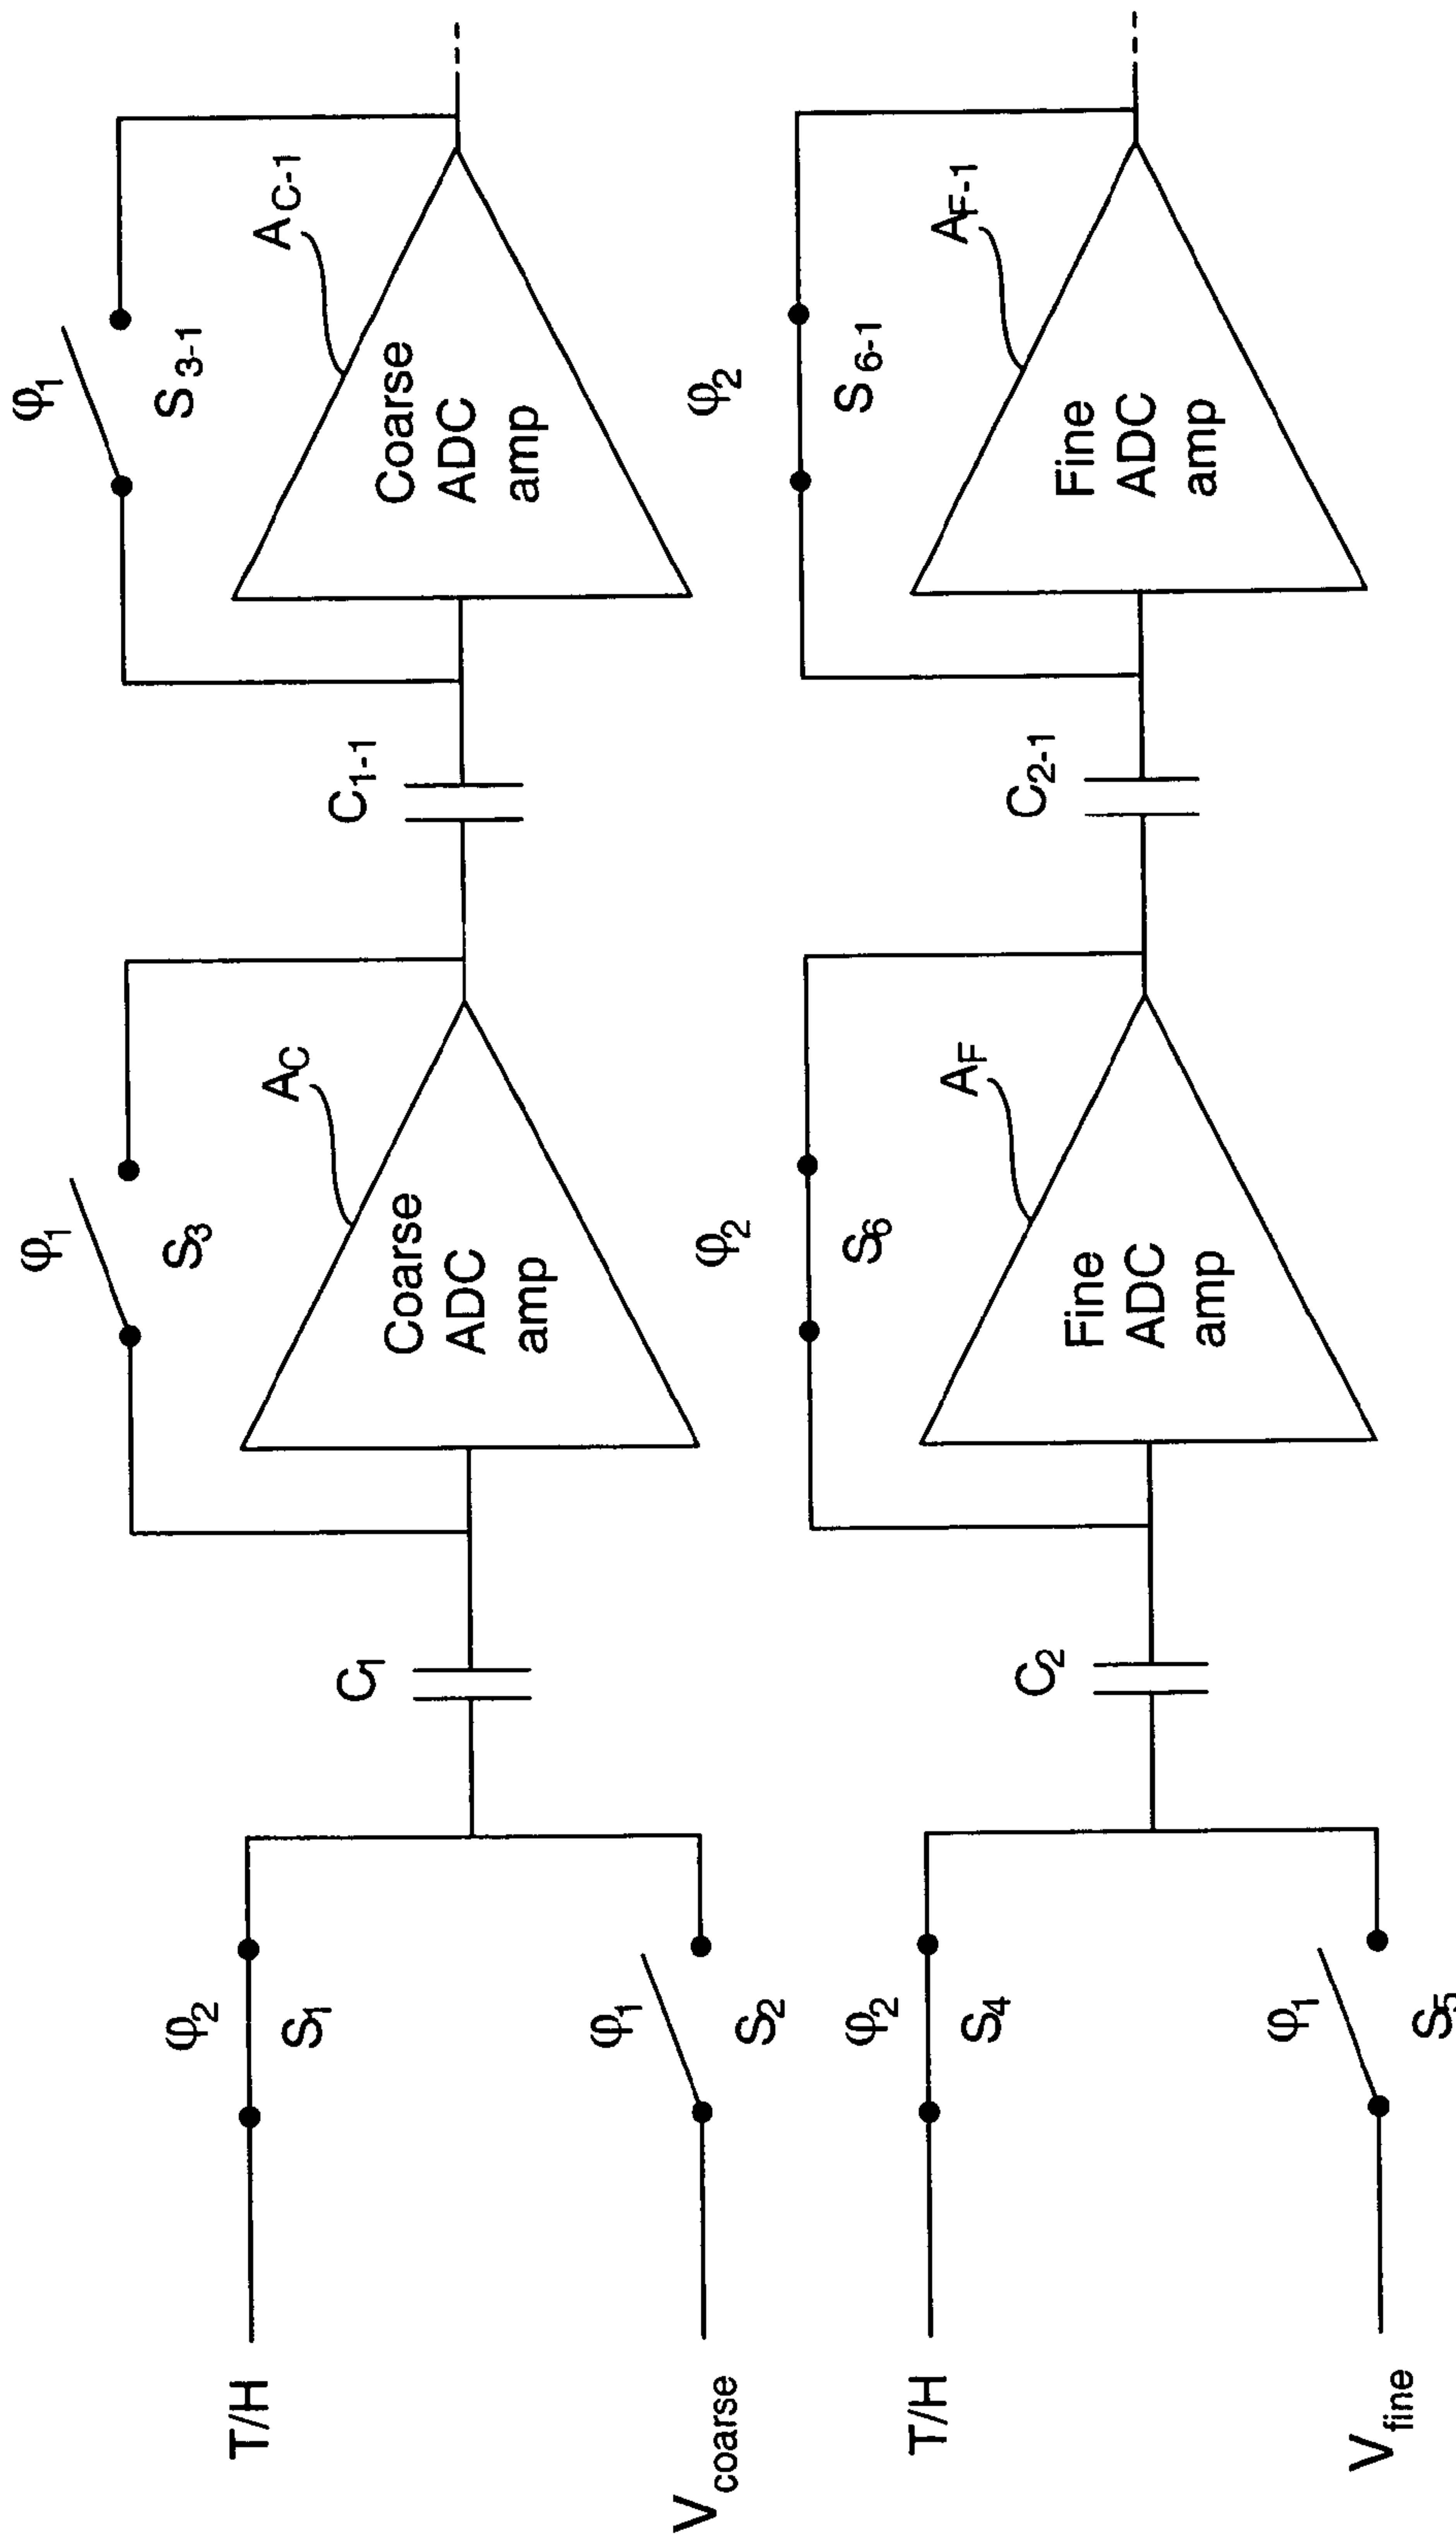 φ1
φ1
S3
S3-1
AC
AC-1
T/H
φ2
S1
C1
Coarse
ADC
amp
C1-1
Coarse
ADC
amp
Vcoarse
φ1
S2
φ2
φ2
S6
S6-1
AF
AF-1
T/H
φ2
S4
C2
Fine
ADC
amp
C2-1
Fine
ADC
amp
Vfine
φ1
S5